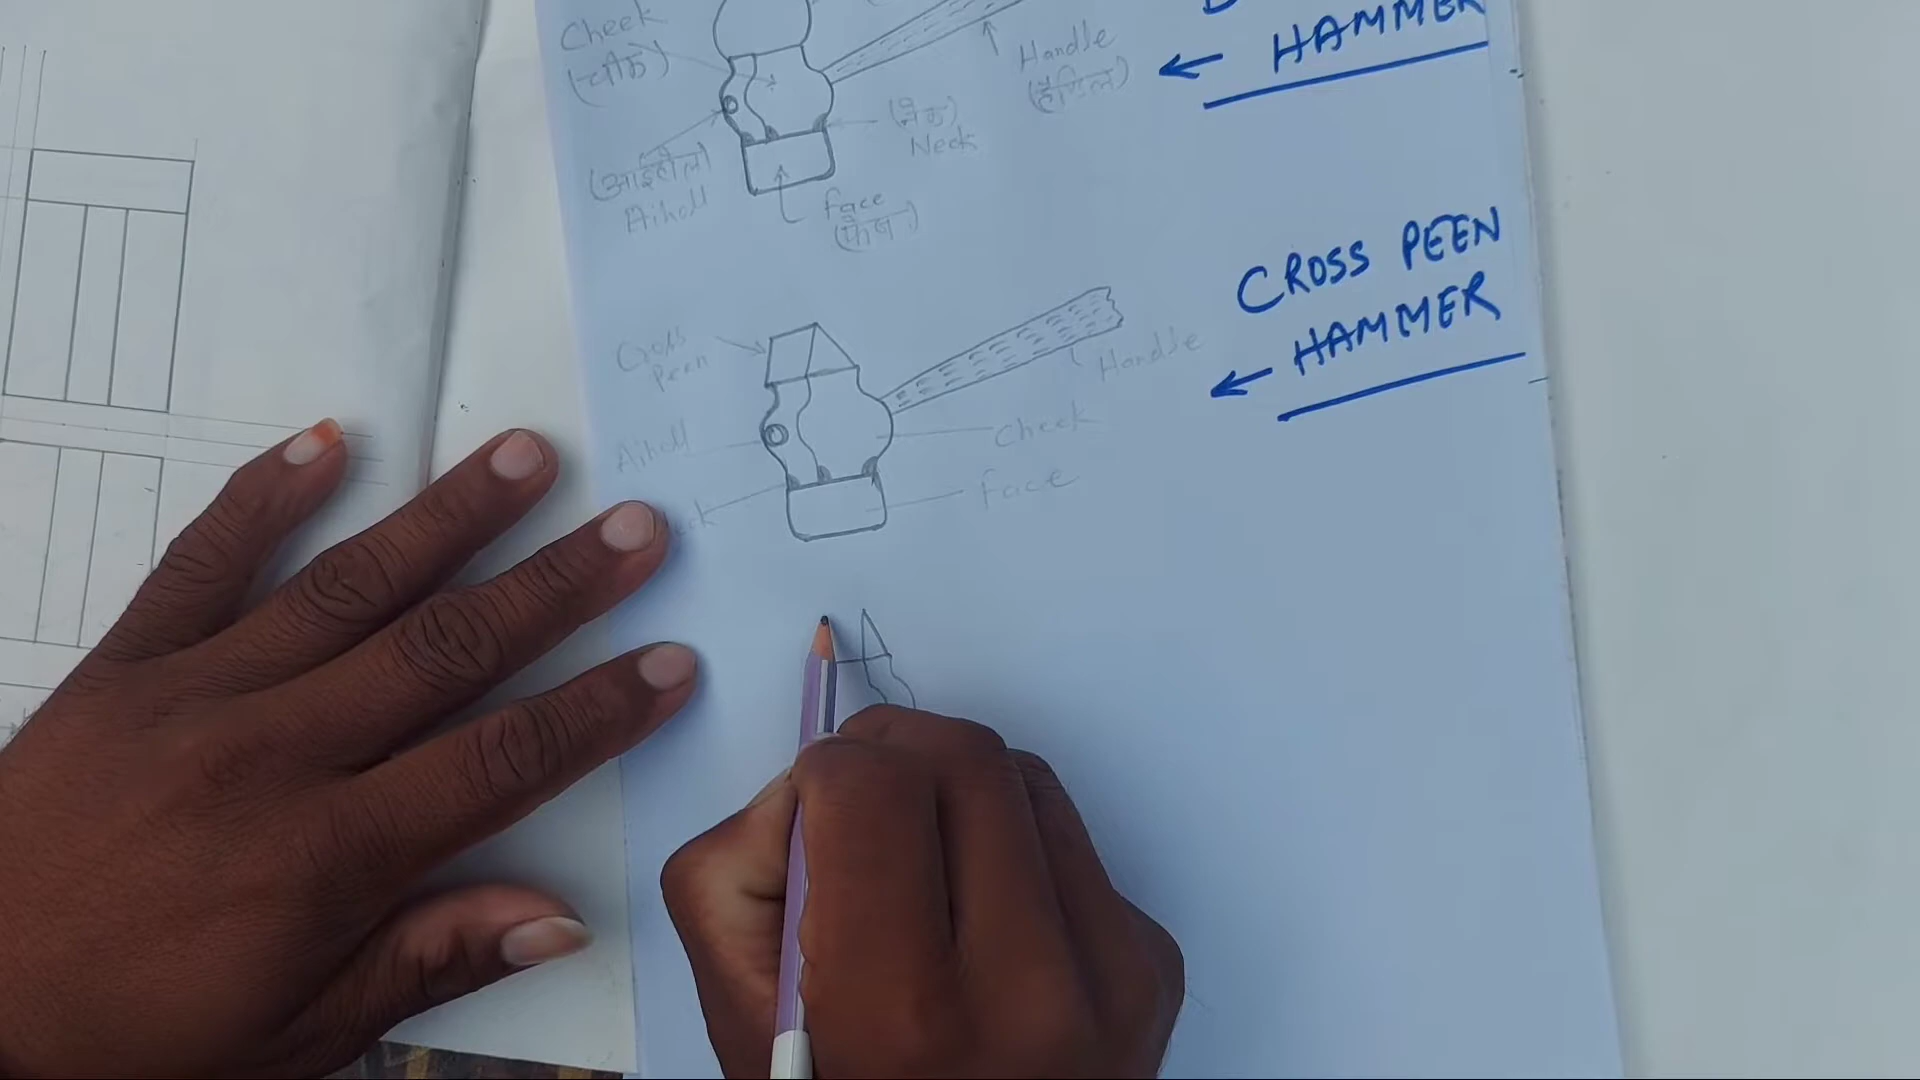 Cheek
(चीक)
Handle
(हैण्डिल)
HAMMER
(नेक)
Neck
(आईहोल)
Aiholl
face
(फेस)
CROSS PEEN
HAMMER
Cross
Peen
Handle
Aiholl
Cheek
face